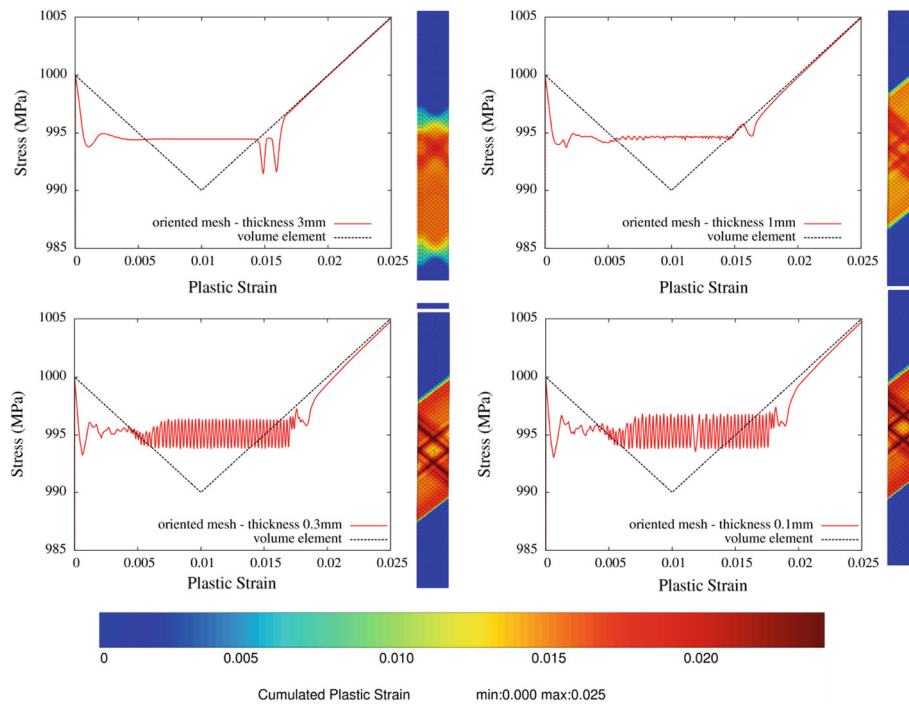 1005
1000
995
990
985
Stress (MPa)
oriented mesh - thickness 3mm
volume element
0 0.005 0.01 0.015 0.02 0.025
Plastic Strain
1005
1000
995
990
985
Stress (MPa)
oriented mesh - thickness 1mm
volume element
0 0.005 0.01 0.015 0.02 0.025
Plastic Strain
1005
1000
995
990
985
Stress (MPa)
oriented mesh - thickness 0.3mm
volume element
0 0.005 0.01 0.015 0.02 0.025
Plastic Strain
1005
1000
995
990
985
Stress (MPa)
oriented mesh - thickness 0.1mm
volume element
0 0.005 0.01 0.015 0.02 0.025
Plastic Strain
0 0.005 0.010 0.015 0.020
Cumulated Plastic Strain min:0.000 max:0.025